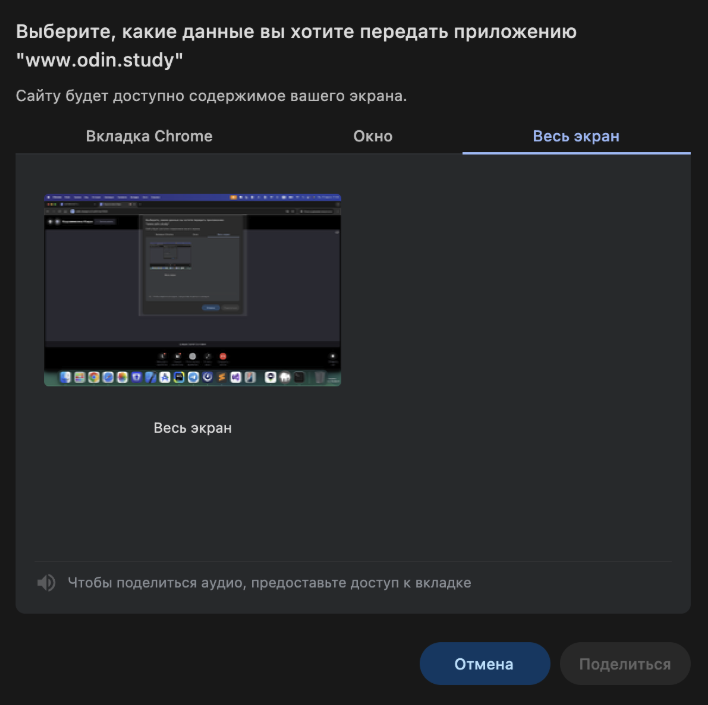 Выберите, какие данные вы хотите передать приложению
"www.odin.study"
Сайту будет доступно содержимое вашего экрана.
Вкладка Chrome
Окно
Весь экран
Весь экран
Чтобы поделиться аудио, предоставьте доступ к вкладке
Отмена
Поделиться